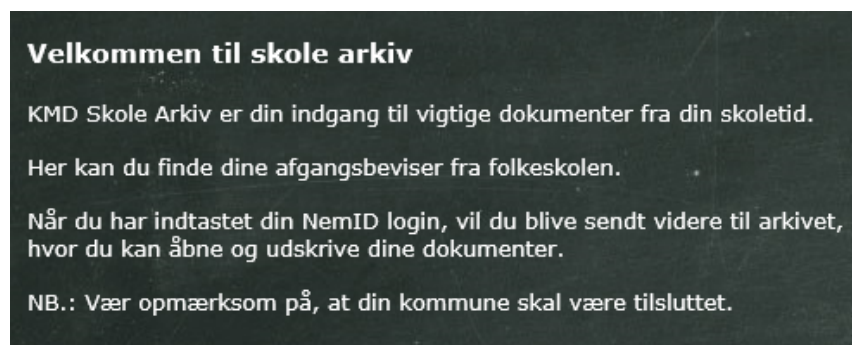 Velkommen til skole arkiv
KMD Skole Arkiv er din indgang til vigtige dokumenter fra din skoletid.
Her kan du finde dine afgangsbeviser fra folkeskolen.
Når du har indtastet din NemID login, vil du blive sendt videre til arkivet,
hvor du kan åbne og udskrive dine dokumenter.
NB.: Vær opmærksom på, at din kommune skal være tilsluttet.